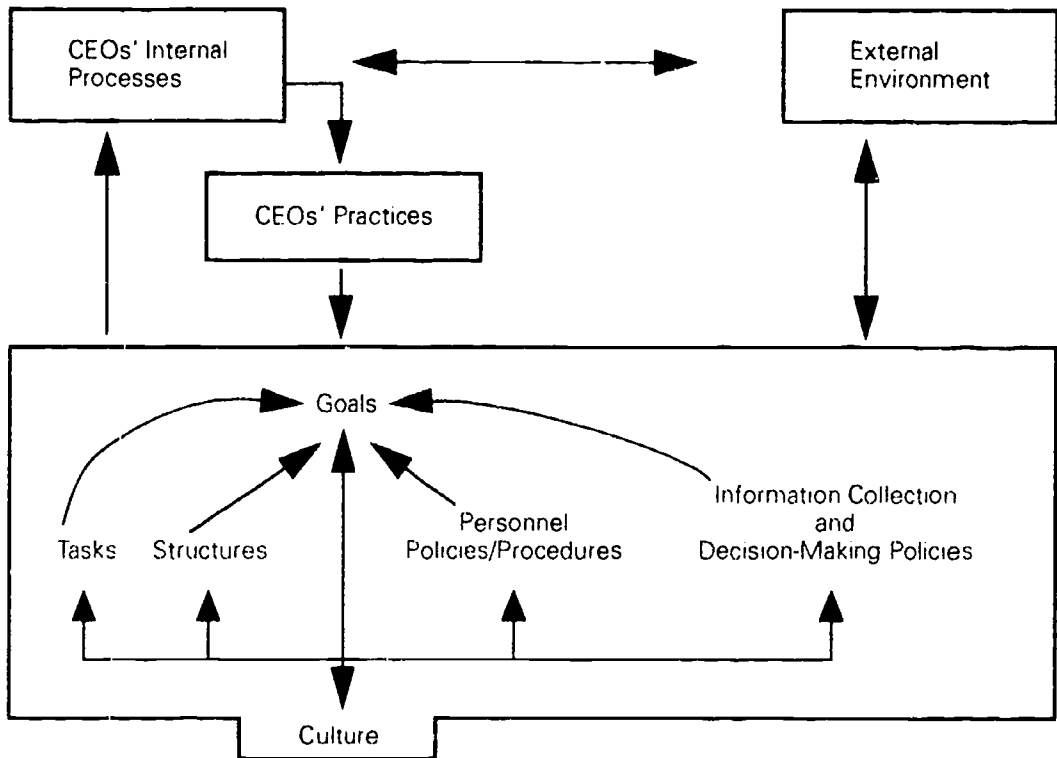 CEOs' Internal
Processes
External
Environment
CEOs' Practices
Goals
Tasks
Structures
Personnel
Policies/Procedures
Information Collection
and
Decision-Making Policies
Culture